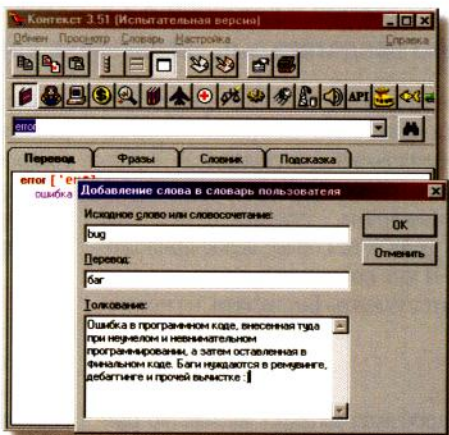 Контекст 3.51 (Испытательная версия)
Обмен Просмотр Словарь Настройка Справка
API
error
Перевод Фразы Словник Подсказка
error ['erə]
ошибка
Добавление слова в словарь пользователя
Исходное слово или словосочетание:
bug
OK
Перевод:
Отменить
баг
Толкование:
Ошибка в программном коде, внесенная туда
при неумелом и невнимательном
программировании, а затем оставленная в
финальном коде. Баги нуждаются в ремувинге,
дебаггинге и прочей вычистке :)